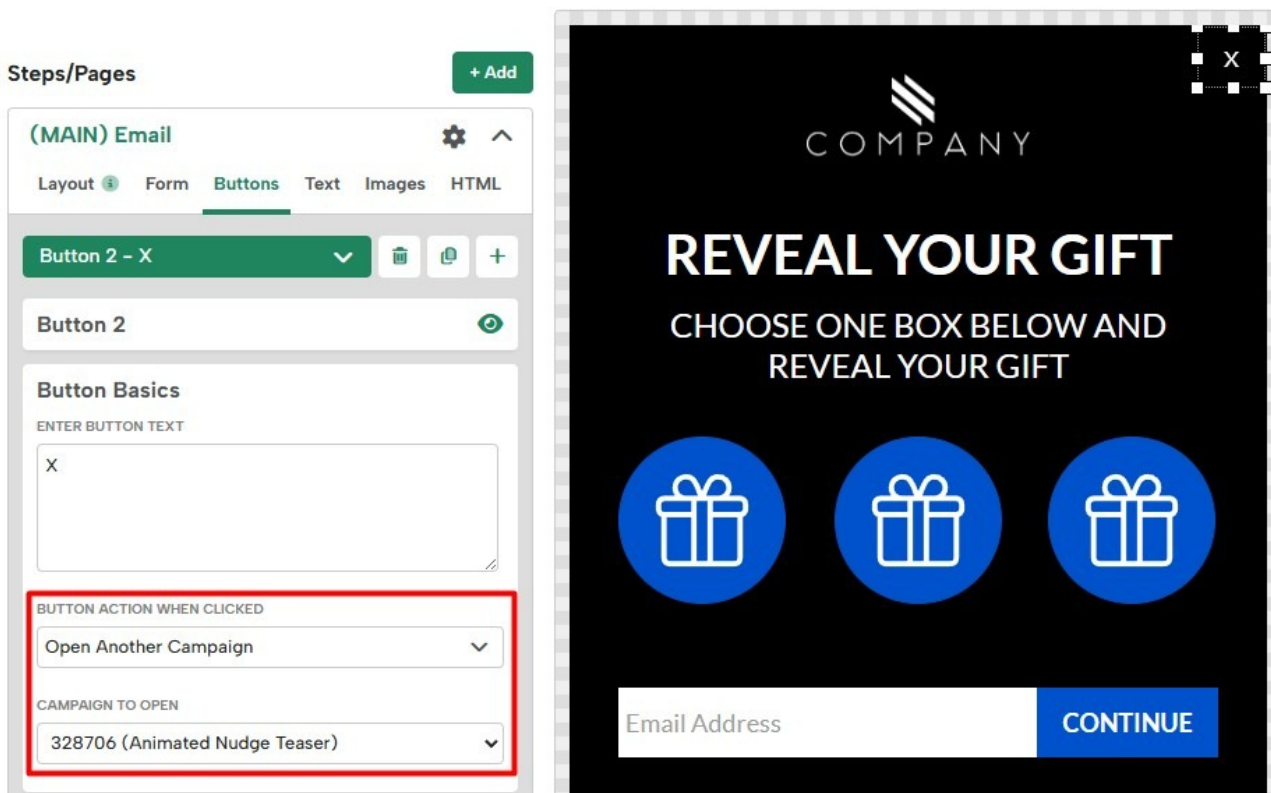 Steps/Pages
+ Add
(MAIN) Email
Layout i Form Buttons Text Images HTML
Button 2 - X
+
Button 2
Button Basics
ENTER BUTTON TEXT
X
BUTTON ACTION WHEN CLICKED
Open Another Campaign
CAMPAIGN TO OPEN
328706 (Animated Nudge Teaser)
X
COMPANY
REVEAL YOUR GIFT
CHOOSE ONE BOX BELOW AND
REVEAL YOUR GIFT
Email Address
CONTINUE